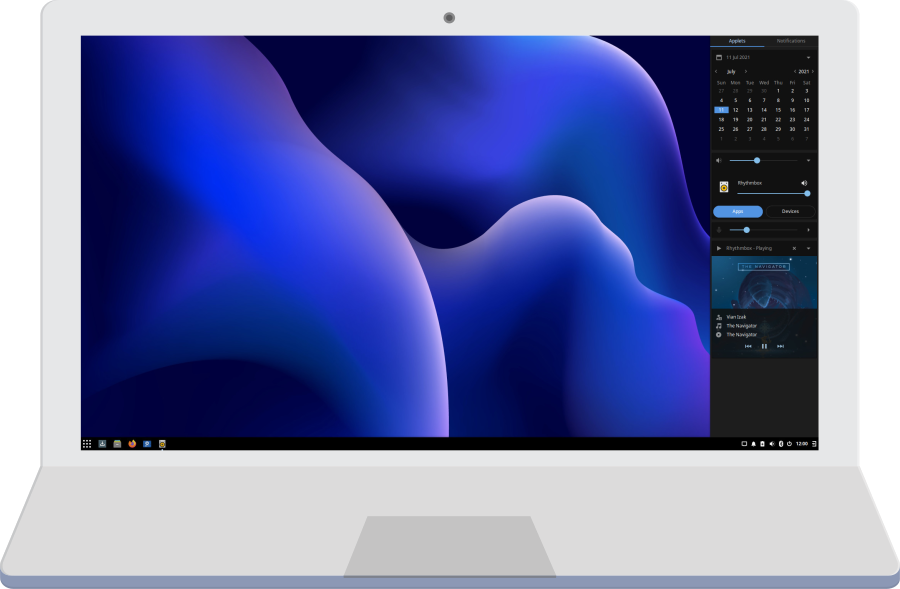 Applets Notifications
11 Jul 2021
July 2021
Sun Mon Tue Wed Thu Fri Sat
27 28 29 30 1 2 3
4 5 6 7 8 9 10
11 12 13 14 15 16 17
18 19 20 21 22 23 24
25 26 27 28 29 30 31
1 2 3 4 5 6 7
Rhythmbox
Apps Devices
Rhythmbox - Playing
THE NAVIGATOR
Vian Izak
The Navigator
The Navigator
12:00